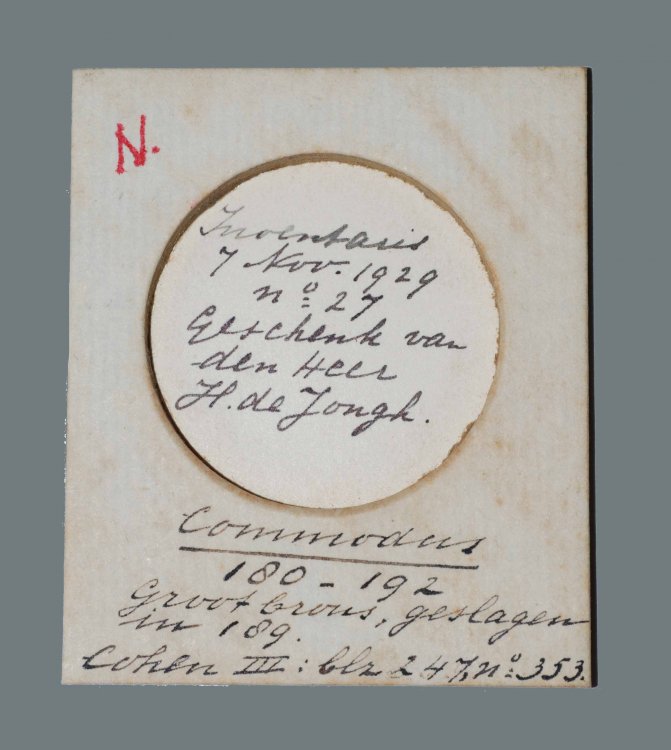 N.
Inventaris
7 Nov. 1929
nº 27
Geschenk van
den Heer
H. de Jongh.
Commodus
180 - 192
Groot brons, geslagen
in 189.
Cohen III: blz 247, nº 353.